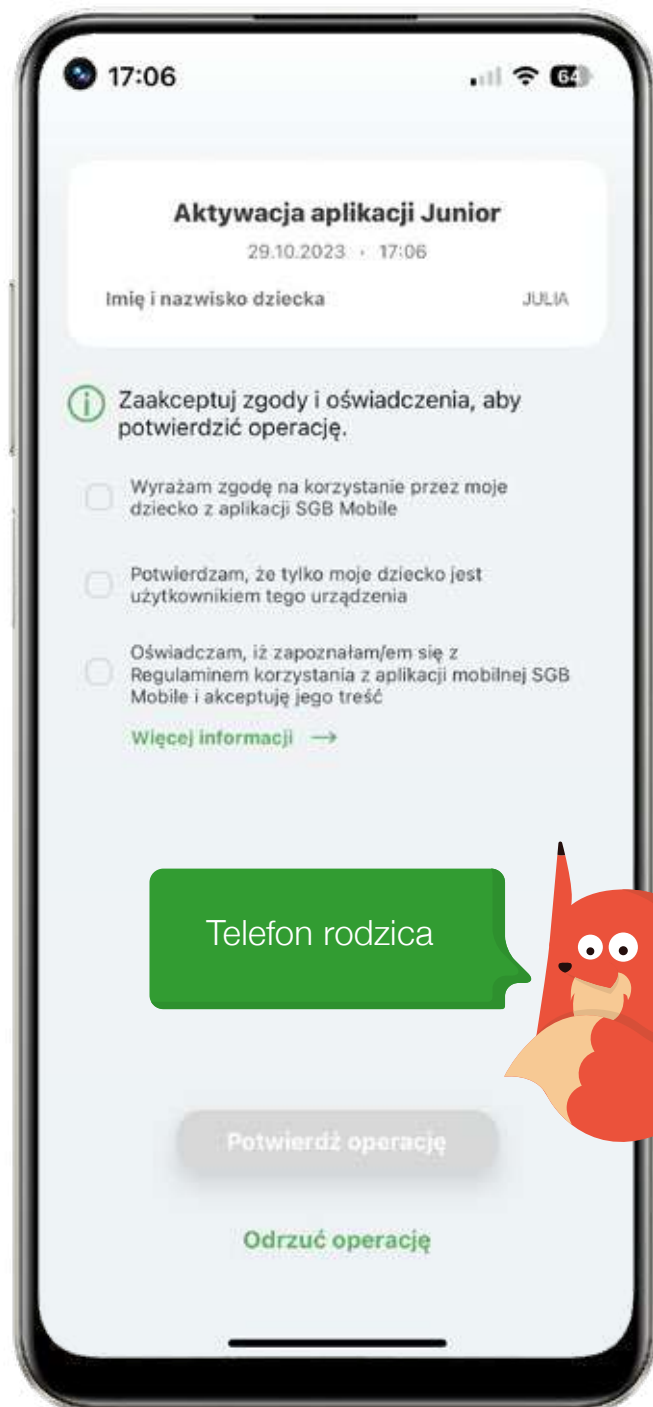 17:06
64
Aktywacja aplikacji Junior
29.10.2023 · 17:06
Imię i nazwisko dziecka JULIA
Zaakceptuj zgody i oświadczenia, aby
potwierdzić operację.
Wyrażam zgodę na korzystanie przez moje
dziecko z aplikacji SGB Mobile
Potwierdzam, że tylko moje dziecko jest
użytkownikiem tego urządzenia
Oświadczam, iż zapoznałam/em się z
Regulaminem korzystania z aplikacji mobilnej SGB
Mobile i akceptuję jego treść
Więcej informacji →
Telefon rodzica
Potwierdź operację
Odrzuć operację